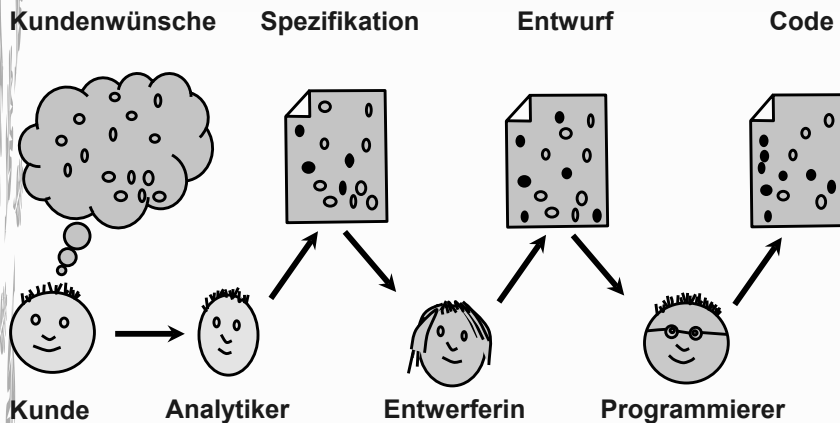 Kundenwünsche Spezifikation Entwurf Code
Kunde Analytiker Entwerferin Programmierer